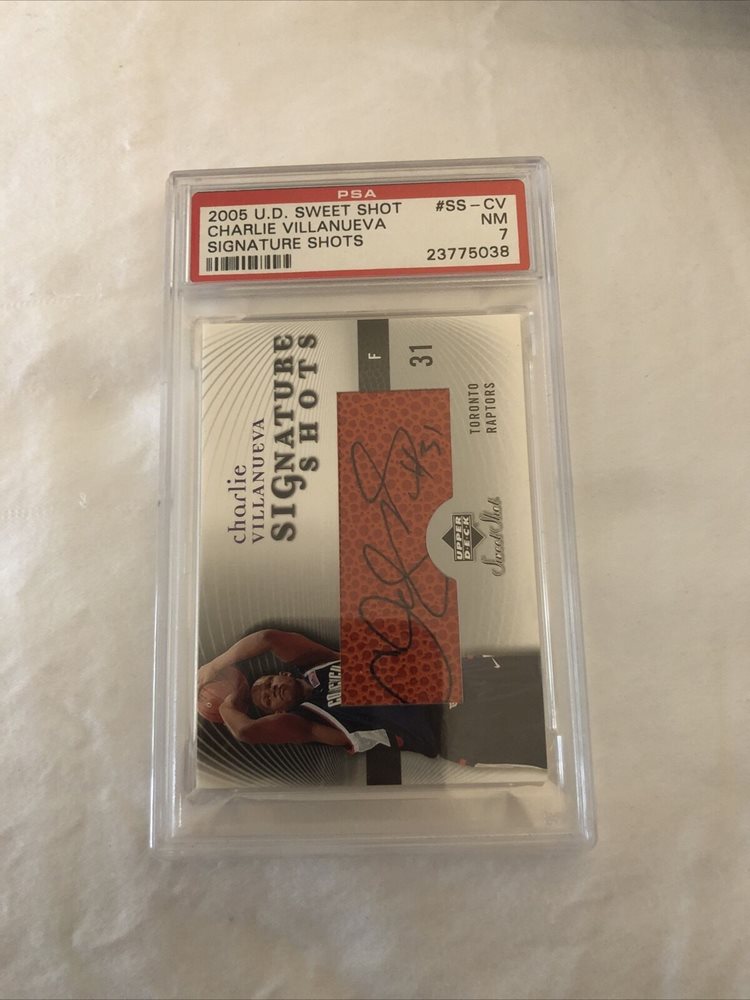 PSA
2005 U.D. SWEET SHOT #SS-CV
CHARLIE VILLANUEVA NM
SIGNATURE SHOTS 7
23775038
charlie
VILLANUEVA
SIGNATURE
SHOTS
F
31
TORONTO
RAPTORS
#31
UPPER
DECK
Sweet Shot